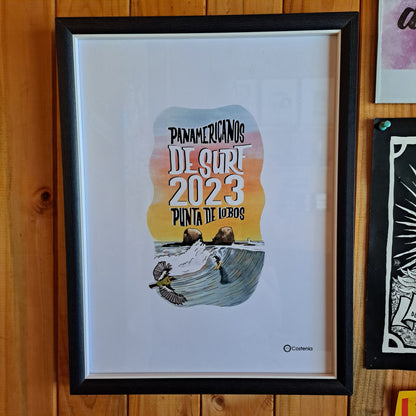 PANAMERICANOS
DE SURF
2023
PUNTA DE LOBOS
Costenia